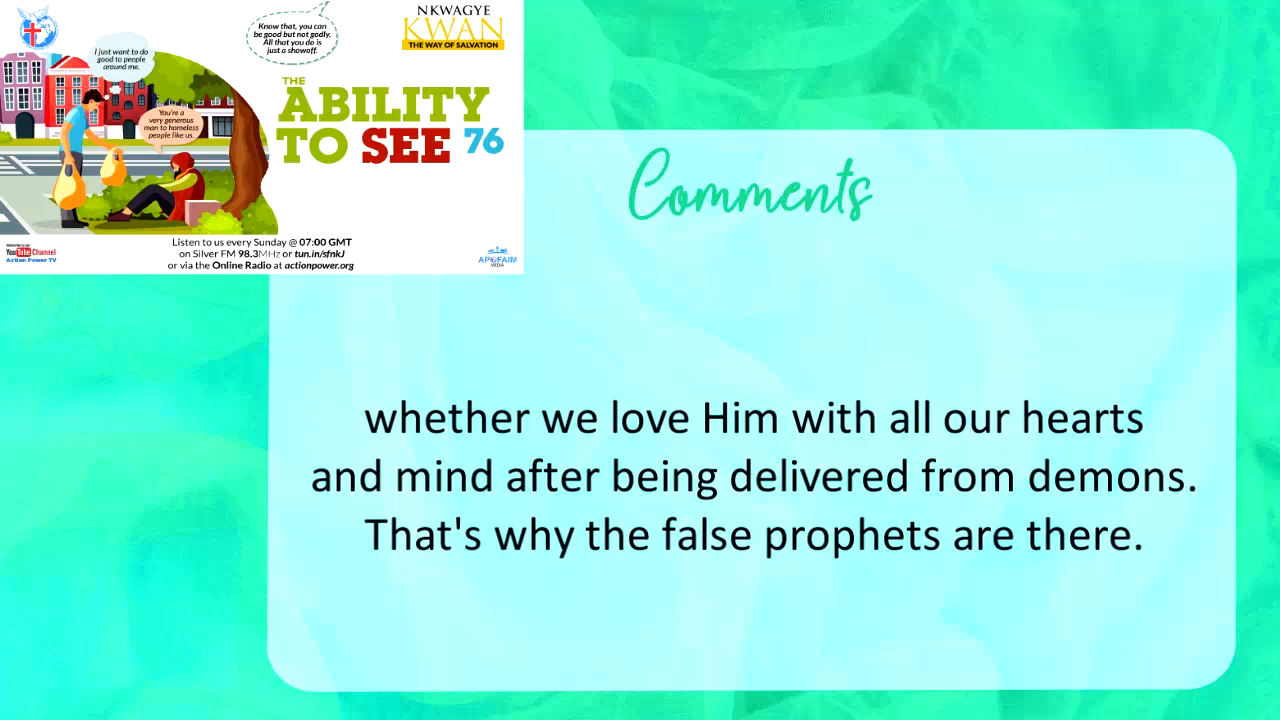 I just want to do
good to people
around me.
You're a
very generous
man to homeless
people like us.
Know that, you can
be good but not godly.
All that you do is
just a showoff.
NKWAGYE
KWAN
THE WAY OF SALVATION
THE
ABILITY
TO SEE 76
Listen to us every Sunday @ 07:00 GMT
on Silver FM 98.3MHz or tun.in/sfnkJ
or via the Online Radio at actionpower.org
YouTube Channel
Action Power TV
APOFAIM
MEDIA
Comments
whether we love Him with all our hearts
and mind after being delivered from demons.
That's why the false prophets are there.